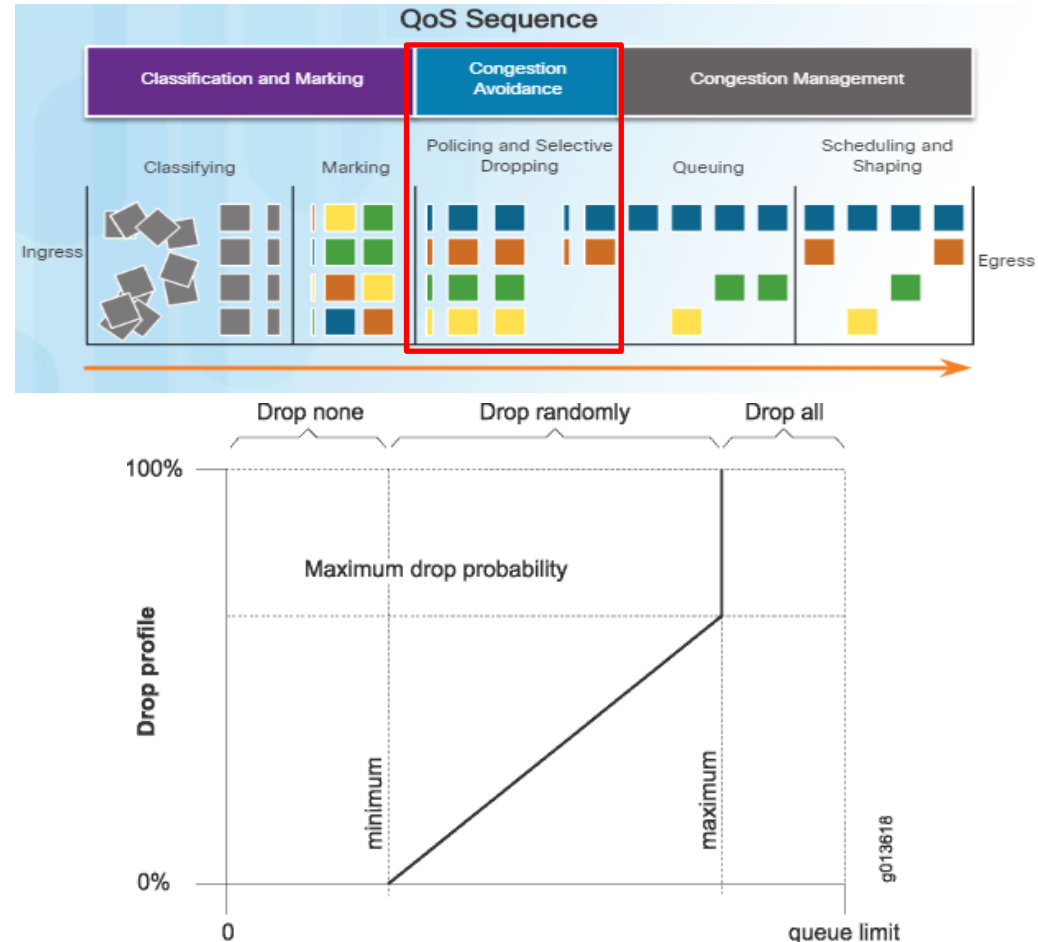 QoS Sequence
Classification and Marking
Congestion
Avoidance
Congestion Management
Classifying
Marking
Policing and Selective
Dropping
Queuing
Scheduling and
Shaping
Ingress
Egress
Drop none
Drop randomly
Drop all
100%
Maximum drop probability
Drop profile
minimum
maximum
g013618
0%
0
queue limit